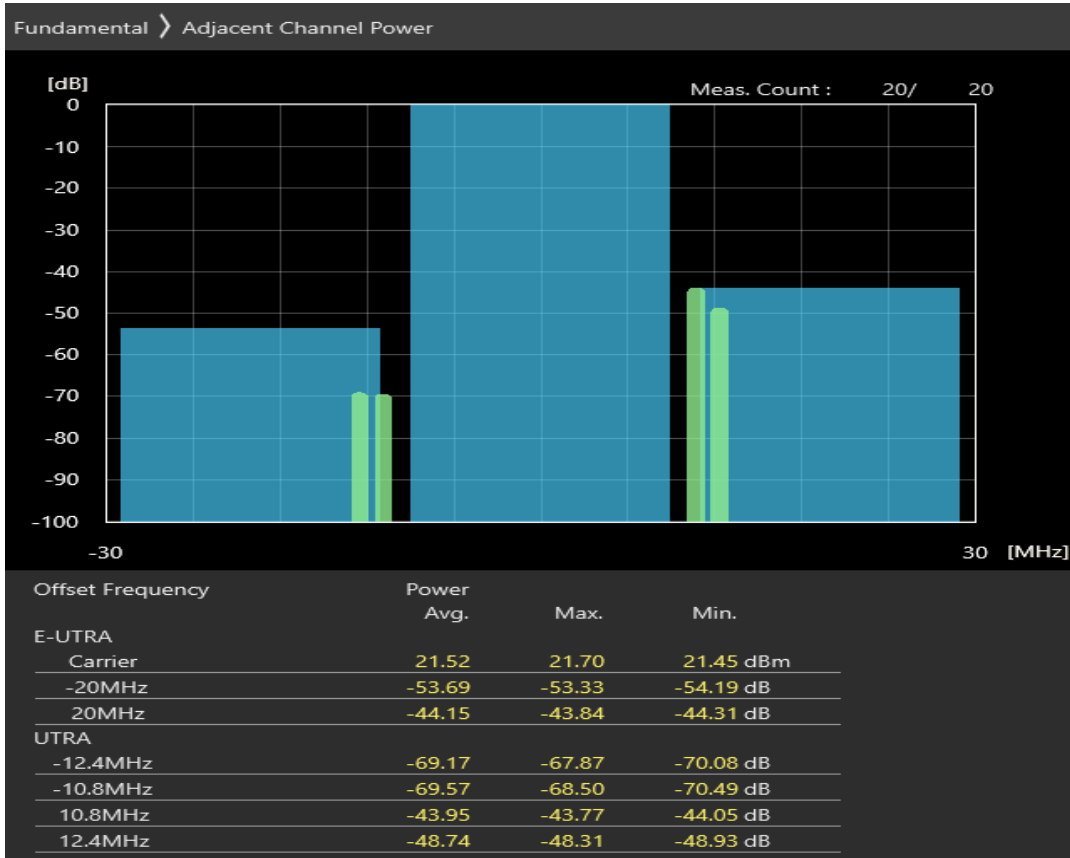 Fundamental 〉 Adjacent Channel Power
[dB]
Meas. Count : 20/ 20
0
-10
-20
-30
-40
-50
-60
-70
-80
-90
-100
-30 30 [MHz]
Offset Frequency Power
Avg. Max. Min.
E-UTRA
Carrier 21.52 21.70 21.45 dBm
-20MHz -53.69 -53.33 -54.19 dB
20MHz -44.15 -43.84 -44.31 dB
UTRA
-12.4MHz -69.17 -67.87 -70.08 dB
-10.8MHz -69.57 -68.50 -70.49 dB
10.8MHz -43.95 -43.77 -44.05 dB
12.4MHz -48.74 -48.31 -48.93 dB